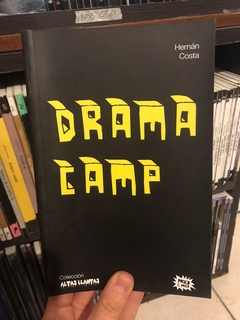 Hernán
Costa
DRAMA
CAMP
Colección
ALTAS LLANTAS